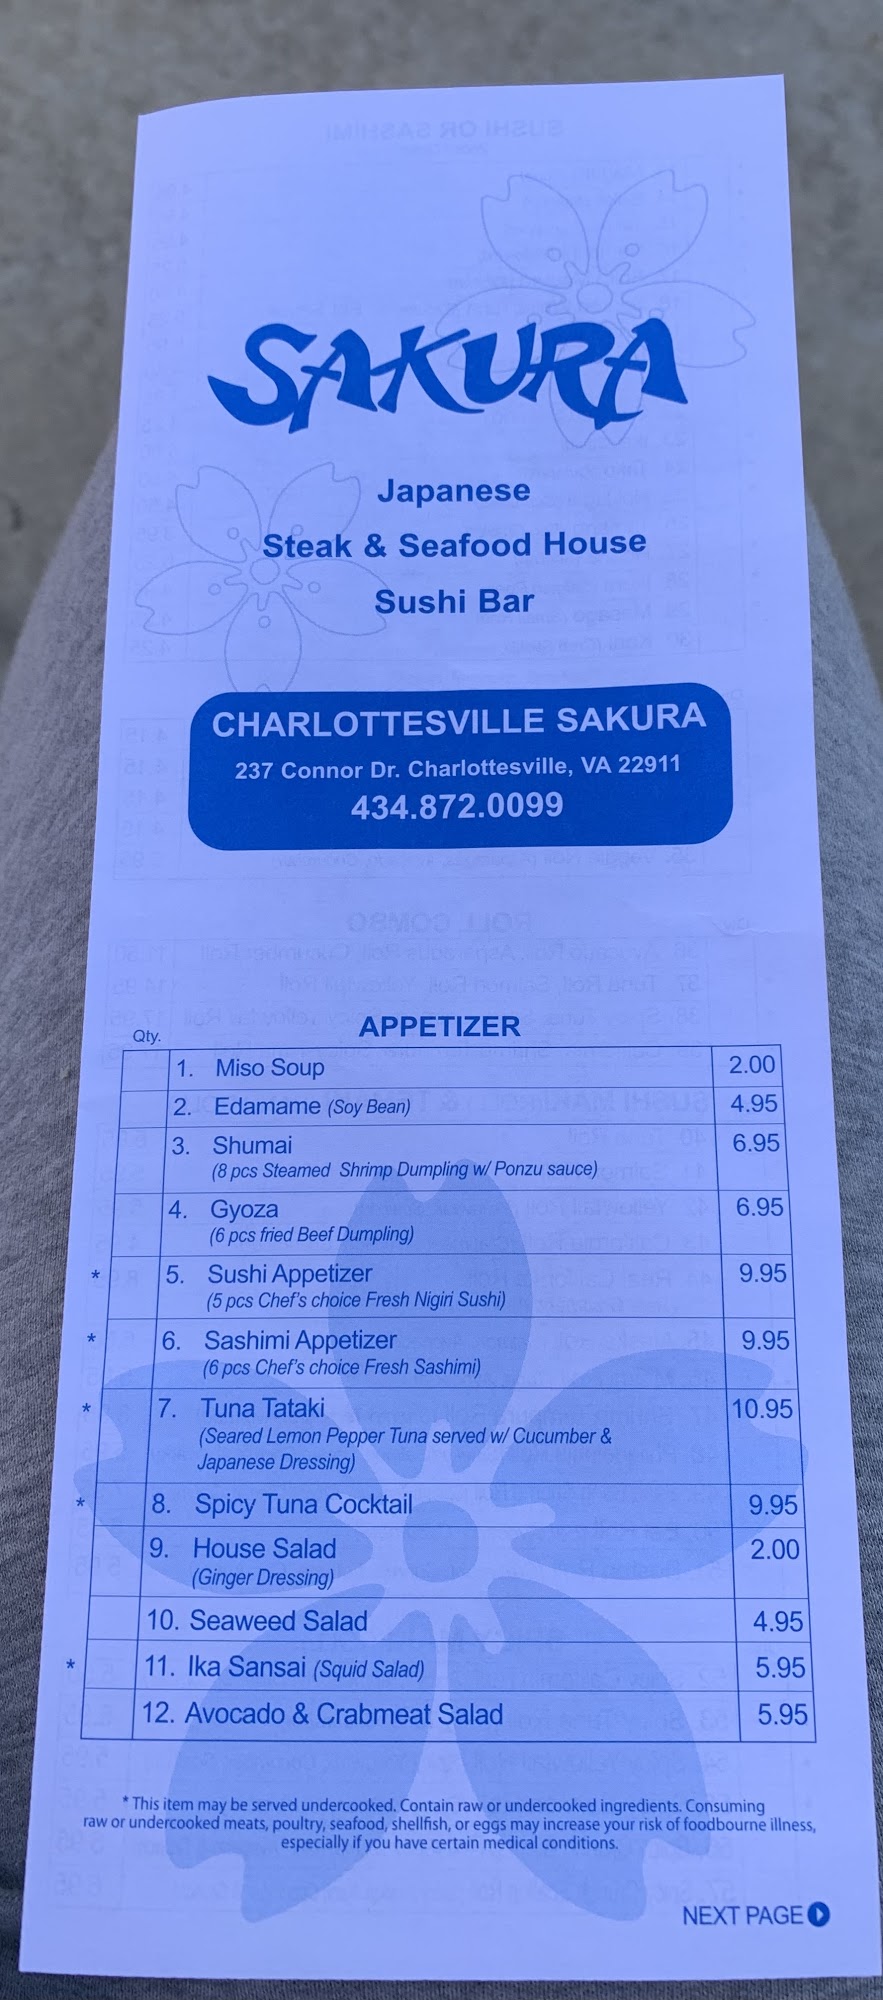 SAKURA
Japanese
Steak & Seafood House
Sushi Bar
CHARLOTTESVILLE SAKURA
237 Connor Dr. Charlottesville, VA 22911
434.872.0099
Qty. APPETIZER
1. Miso Soup 2.00
2. Edamame (Soy Bean) 4.95
3. Shumai 6.95
(8 pcs Steamed Shrimp Dumpling w/ Ponzu sauce)
4. Gyoza 6.95
(6 pcs fried Beef Dumpling)
* 5. Sushi Appetizer 9.95
(5 pcs Chef's choice Fresh Nigiri Sushi)
* 6. Sashimi Appetizer 9.95
(6 pcs Chef's choice Fresh Sashimi)
* 7. Tuna Tataki 10.95
(Seared Lemon Pepper Tuna served w/ Cucumber &
Japanese Dressing)
* 8. Spicy Tuna Cocktail 9.95
9. House Salad 2.00
(Ginger Dressing)
10. Seaweed Salad 4.95
* 11. Ika Sansai (Squid Salad) 5.95
12. Avocado & Crabmeat Salad 5.95
* This item may be served undercooked. Contain raw or undercooked ingredients. Consuming
raw or undercooked meats, poultry, seafood, shellfish, or eggs may increase your risk of foodbourne illness,
especially if you have certain medical conditions.
NEXT PAGE